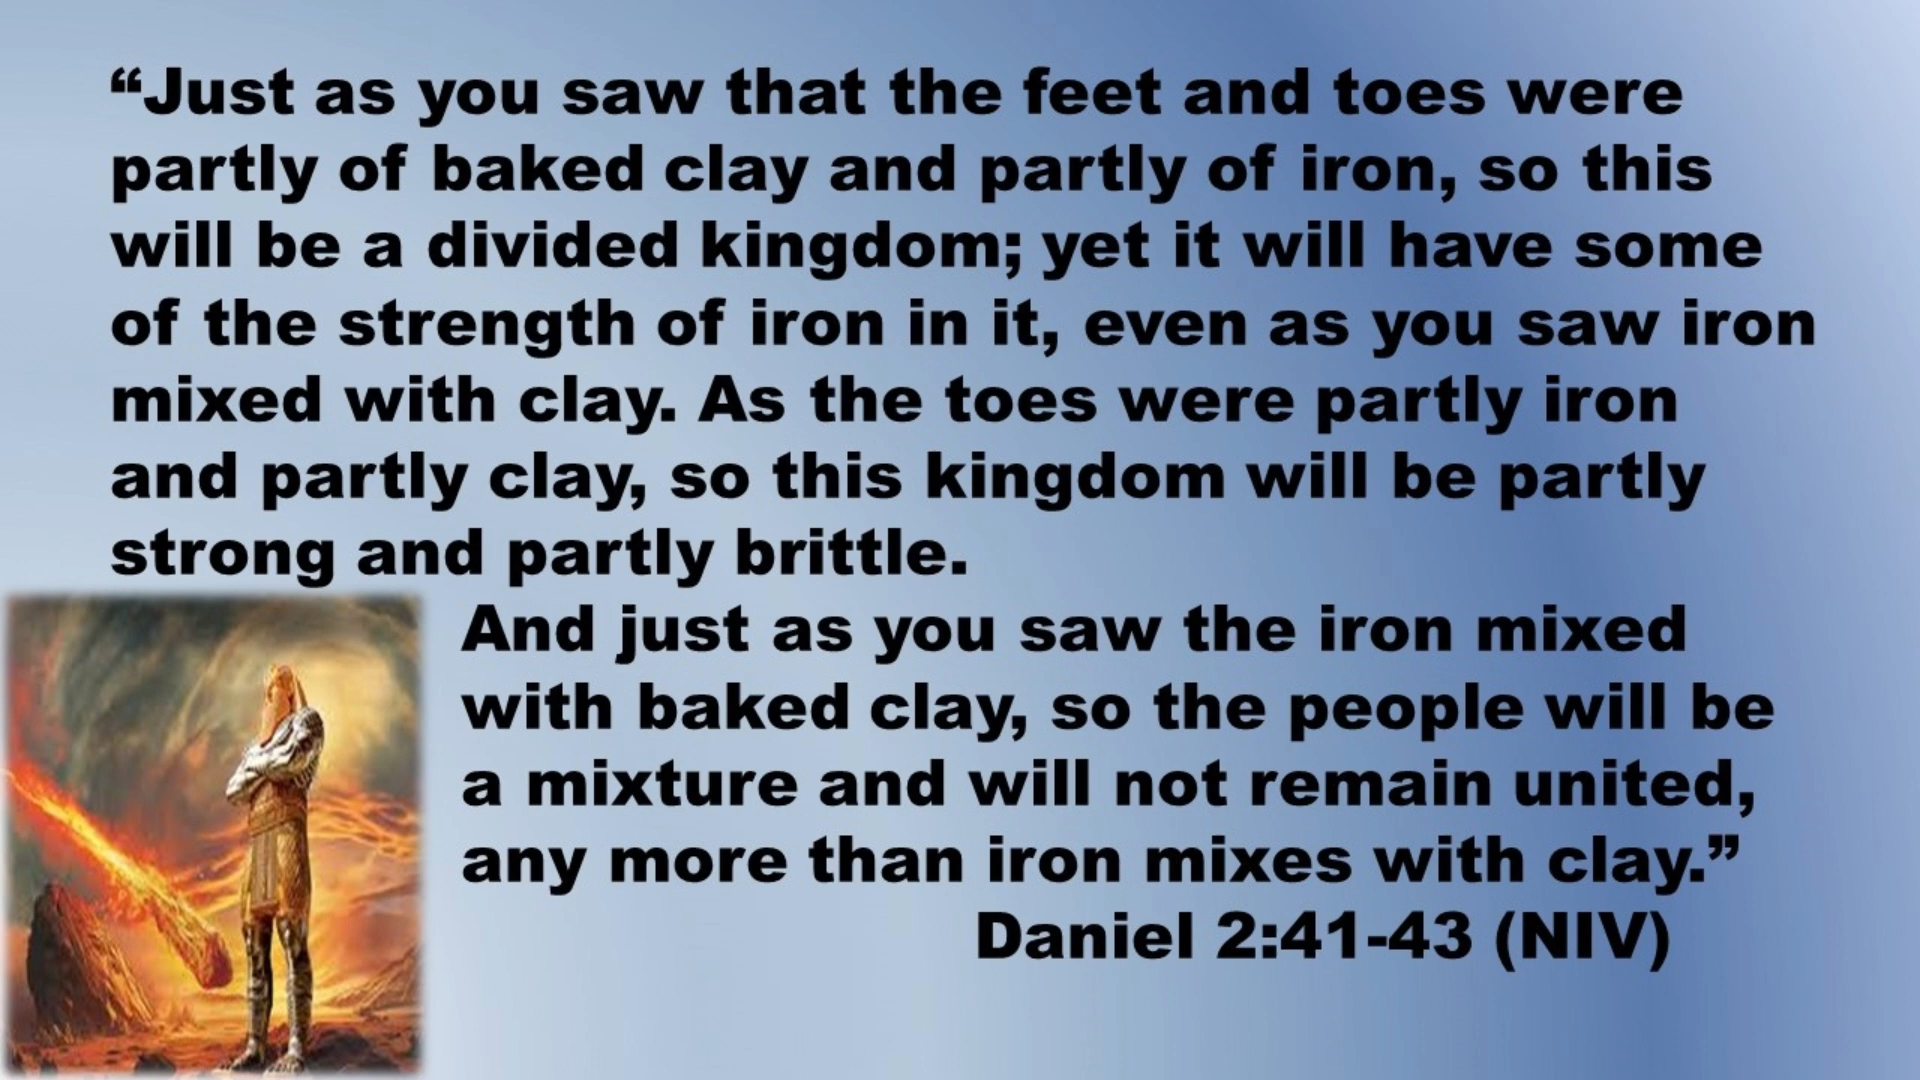 “Just as you saw that the feet and toes were
partly of baked clay and partly of iron, so this
will be a divided kingdom; yet it will have some
of the strength of iron in it, even as you saw iron
mixed with clay. As the toes were partly iron
and partly clay, so this kingdom will be partly
strong and partly brittle.
And just as you saw the iron mixed
with baked clay, so the people will be
a mixture and will not remain united,
any more than iron mixes with clay.”
Daniel 2:41-43 (NIV)